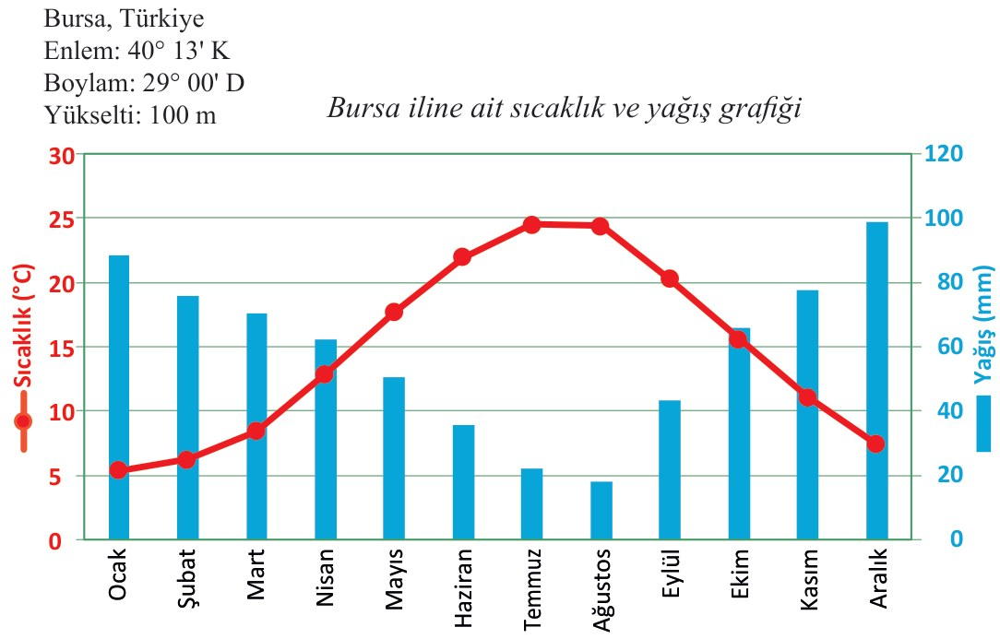 Bursa, Türkiye
Enlem: 40° 13' K
Boylam: 29° 00' D
Yükselti: 100 m
Bursa iline ait sıcaklık ve yağış grafiği
30
25
20
15
10
5
0
Sıcaklık (°C)
120
100
80
60
40
20
0
Yağış (mm)
Ocak
Şubat
Mart
Nisan
Mayıs
Haziran
Temmuz
Ağustos
Eylül
Ekim
Kasım
Aralık